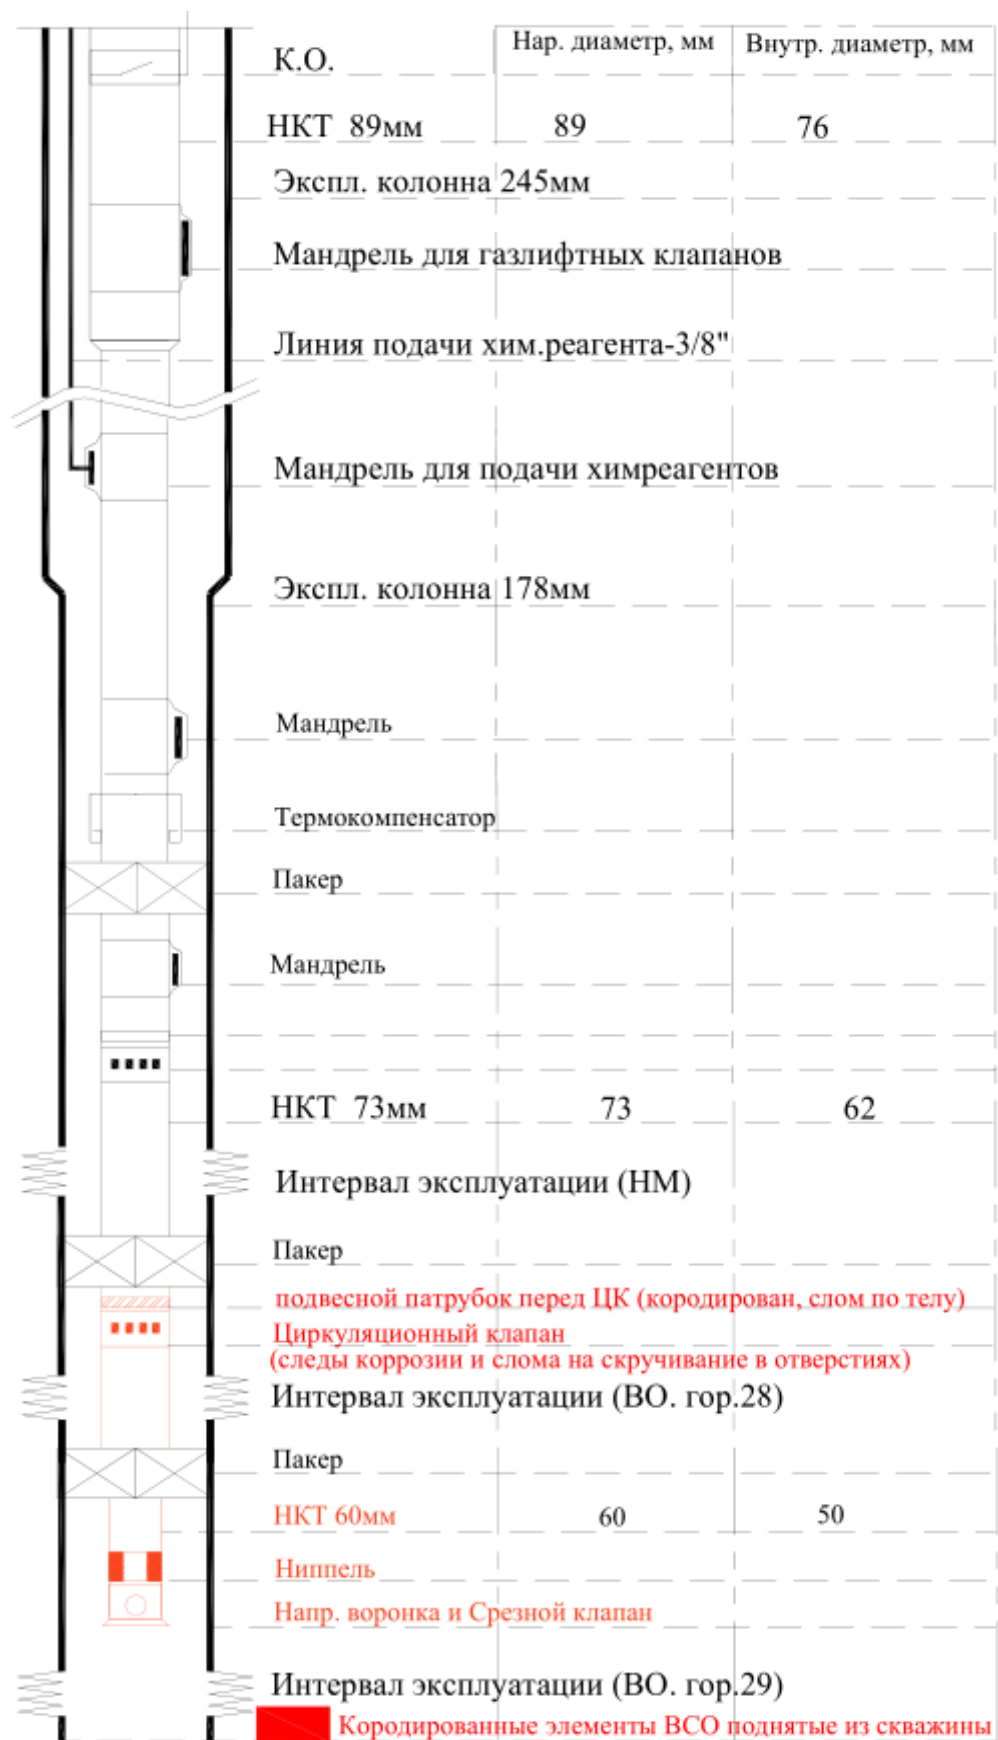 Нар. диаметр, мм Внутр. диаметр, мм
К.О.
НКТ 89мм 89 76
Экспл. колонна 245мм
Мандрель для газлифтных клапанов
Линия подачи хим.реагента-3/8"
Мандрель для подачи химреагентов
Экспл. колонна 178мм
Мандрель
Термокомпенсатор
Пакер
Мандрель
НКТ 73мм 73 62
Интервал эксплуатации (НМ)
Пакер
подвесной патрубок перед ЦК (кородирован, слом по телу)
Циркуляционный клапан
(следы коррозии и слома на скручивание в отверстиях)
Интервал эксплуатации (ВО. гор.28)
Пакер
НКТ 60мм 60 50
Ниппель
Напр. воронка и Срезной клапан
Интервал эксплуатации (ВО. гор.29)
Кородированные элементы ВСО поднятые из скважины